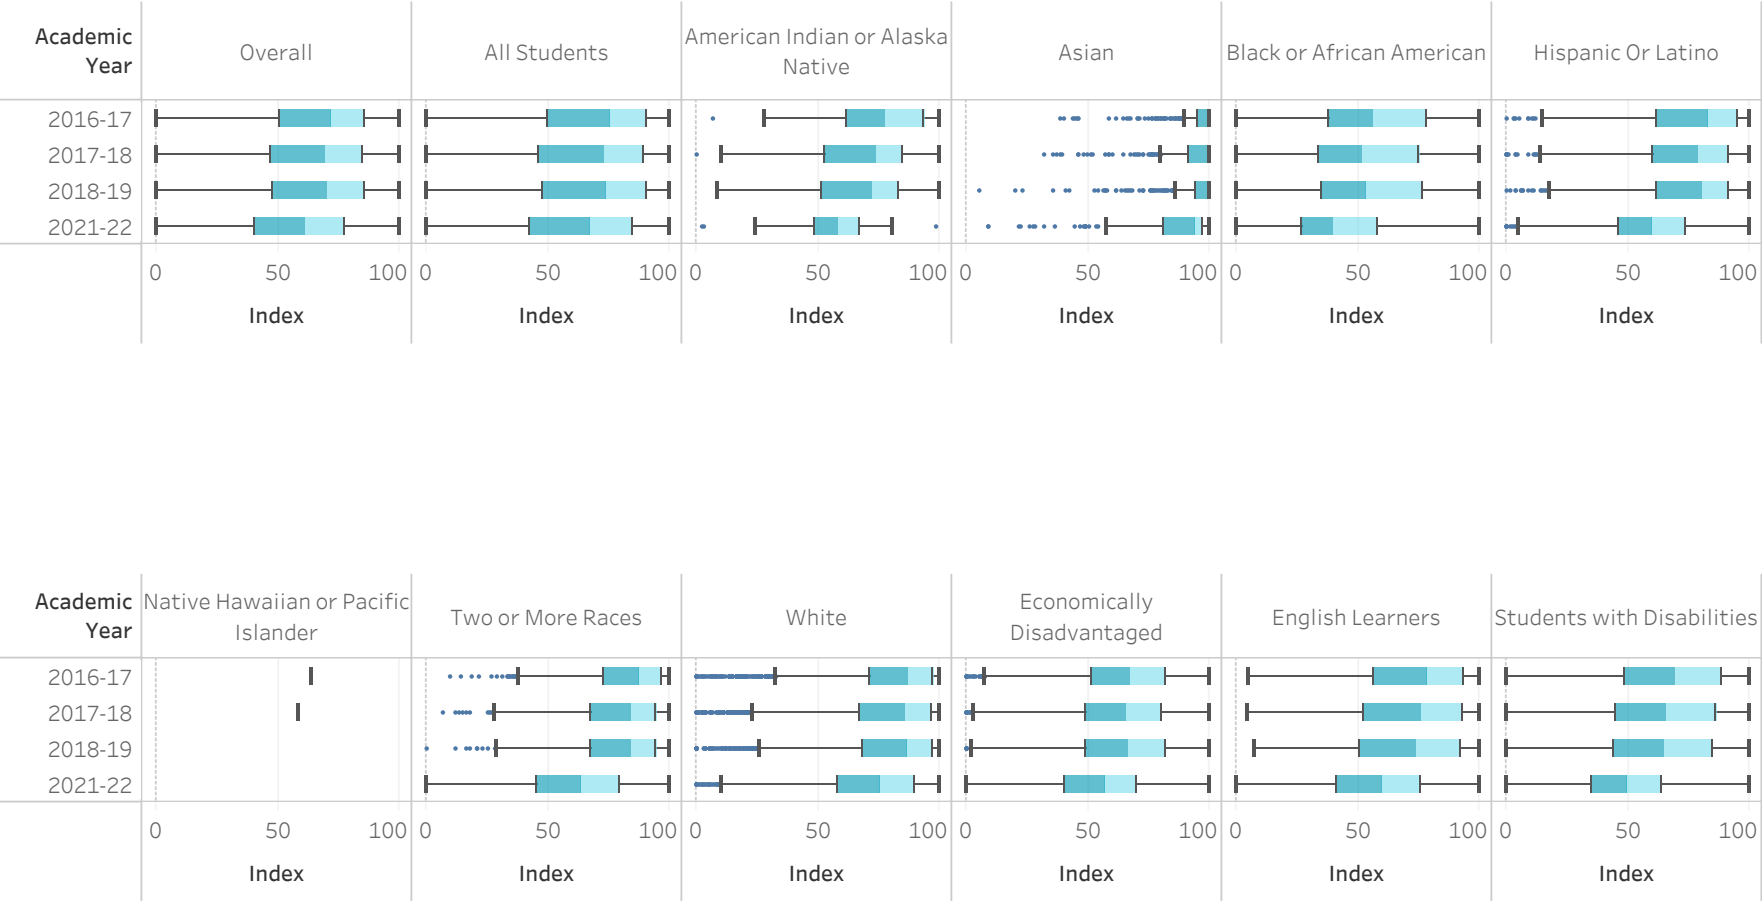 Academic Year
Overall
All Students
American Indian or Alaska Native
Asian
Black or African American
Hispanic Or Latino
2016-17
2017-18
2018-19
2021-22
0 50 100 0 50 100 0 50 100 0 50 100 0 50 100 0 50 100
Index Index Index Index Index Index
Academic Year
Native Hawaiian or Pacific Islander
Two or More Races
White
Economically Disadvantaged
English Learners
Students with Disabilities
2016-17
2017-18
2018-19
2021-22
0 50 100 0 50 100 0 50 100 0 50 100 0 50 100 0 50 100
Index Index Index Index Index Index